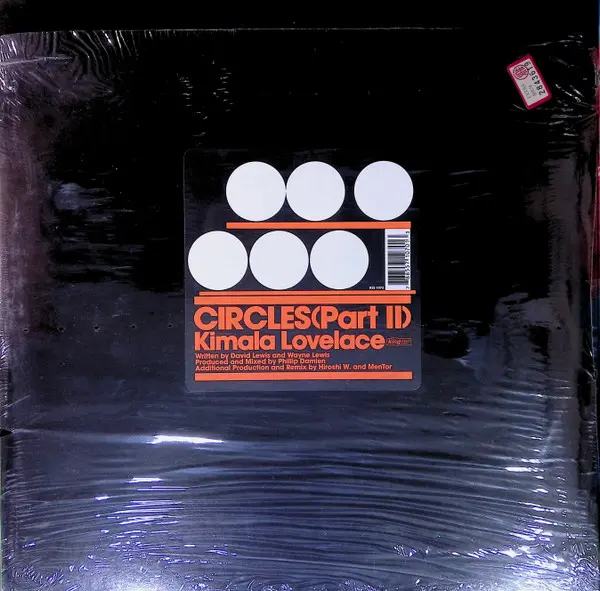 CIRCLES(Part II)
Kimala Lovelace
Written by David Lewis and Wayne Lewis
Produced and Mixed by Phillip Damien
Additional Production and Remix by Hiroshi W. and MenTor